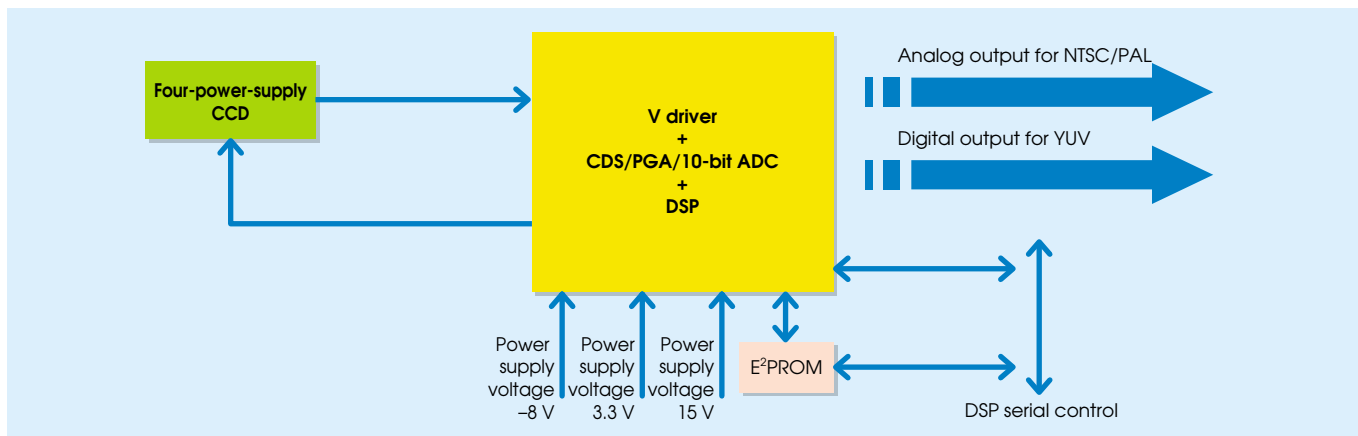 Four-power-supply
CCD
V driver
+
CDS/PGA/10-bit ADC
+
DSP
Analog output for NTSC/PAL
Digital output for YUV
Power
supply
voltage
–8 V
Power
supply
voltage
3.3 V
Power
supply
voltage
15 V
E²PROM
DSP serial control